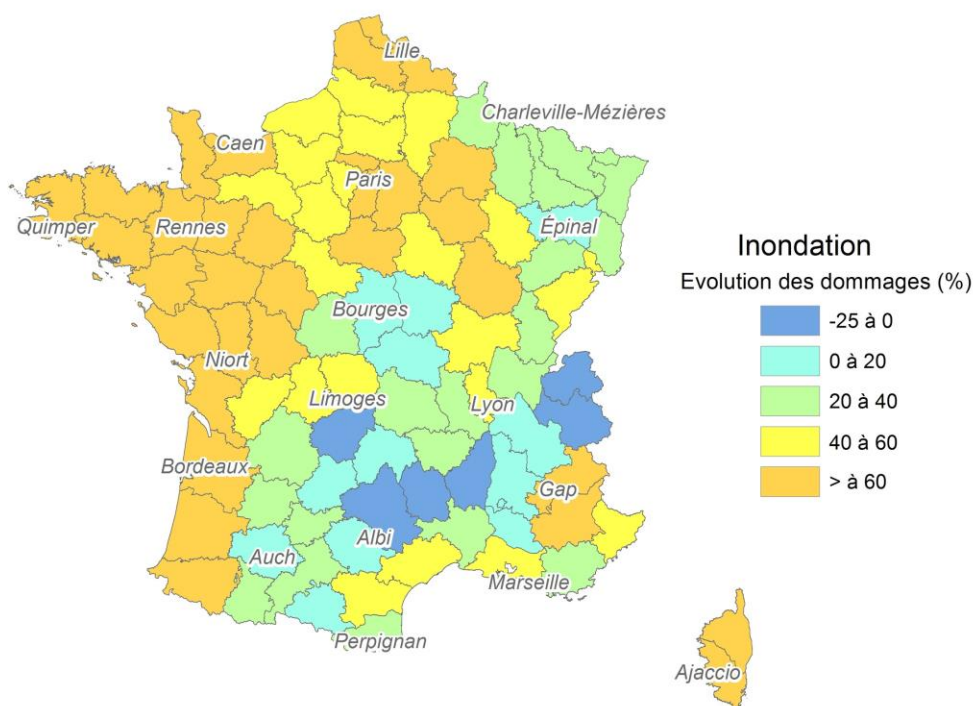 Lille
Charleville-Mézières
Caen
Paris
Quimper
Rennes
Épinal
Inondation
Evolution des dommages (%)
-25 à 0
0 à 20
20 à 40
40 à 60
> à 60
Bourges
Niort
Limoges
Lyon
Bordeaux
Gap
Albi
Auch
Marseille
Perpignan
Ajaccio